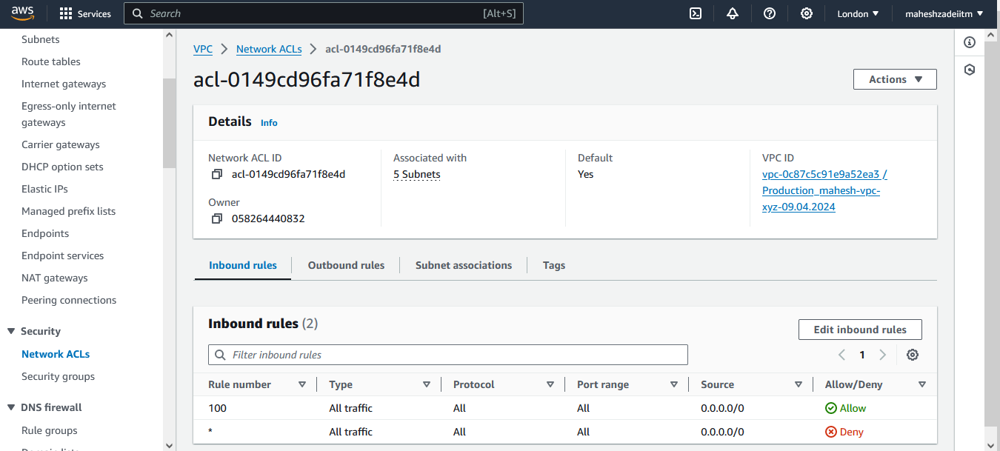 aws Services Search [Alt+S] London ▼ maheshzadeiitm ▼
Subnets
Route tables
Internet gateways
Egress-only internet
gateways
Carrier gateways
DHCP option sets
Elastic IPs
Managed prefix lists
Endpoints
Endpoint services
NAT gateways
Peering connections
▼ Security
Network ACLs
Security groups
▼ DNS firewall
Rule groups
VPC > Network ACLs > acl-0149cd96fa71f8e4d
acl-0149cd96fa71f8e4d
Actions ▼
Details Info
Network ACL ID
acl-0149cd96fa71f8e4d
Owner
058264440832
Associated with
5 Subnets
Default
Yes
VPC ID
vpc-0c87c5c91e9a52ea3 /
Production_mahesh-vpc-
xyz-09.04.2024
Inbound rules Outbound rules Subnet associations Tags
Inbound rules (2)
Edit inbound rules
Filter inbound rules
1
Rule number Type Protocol Port range Source Allow/Deny
100 All traffic All All 0.0.0.0/0 Allow
* All traffic All All 0.0.0.0/0 Deny